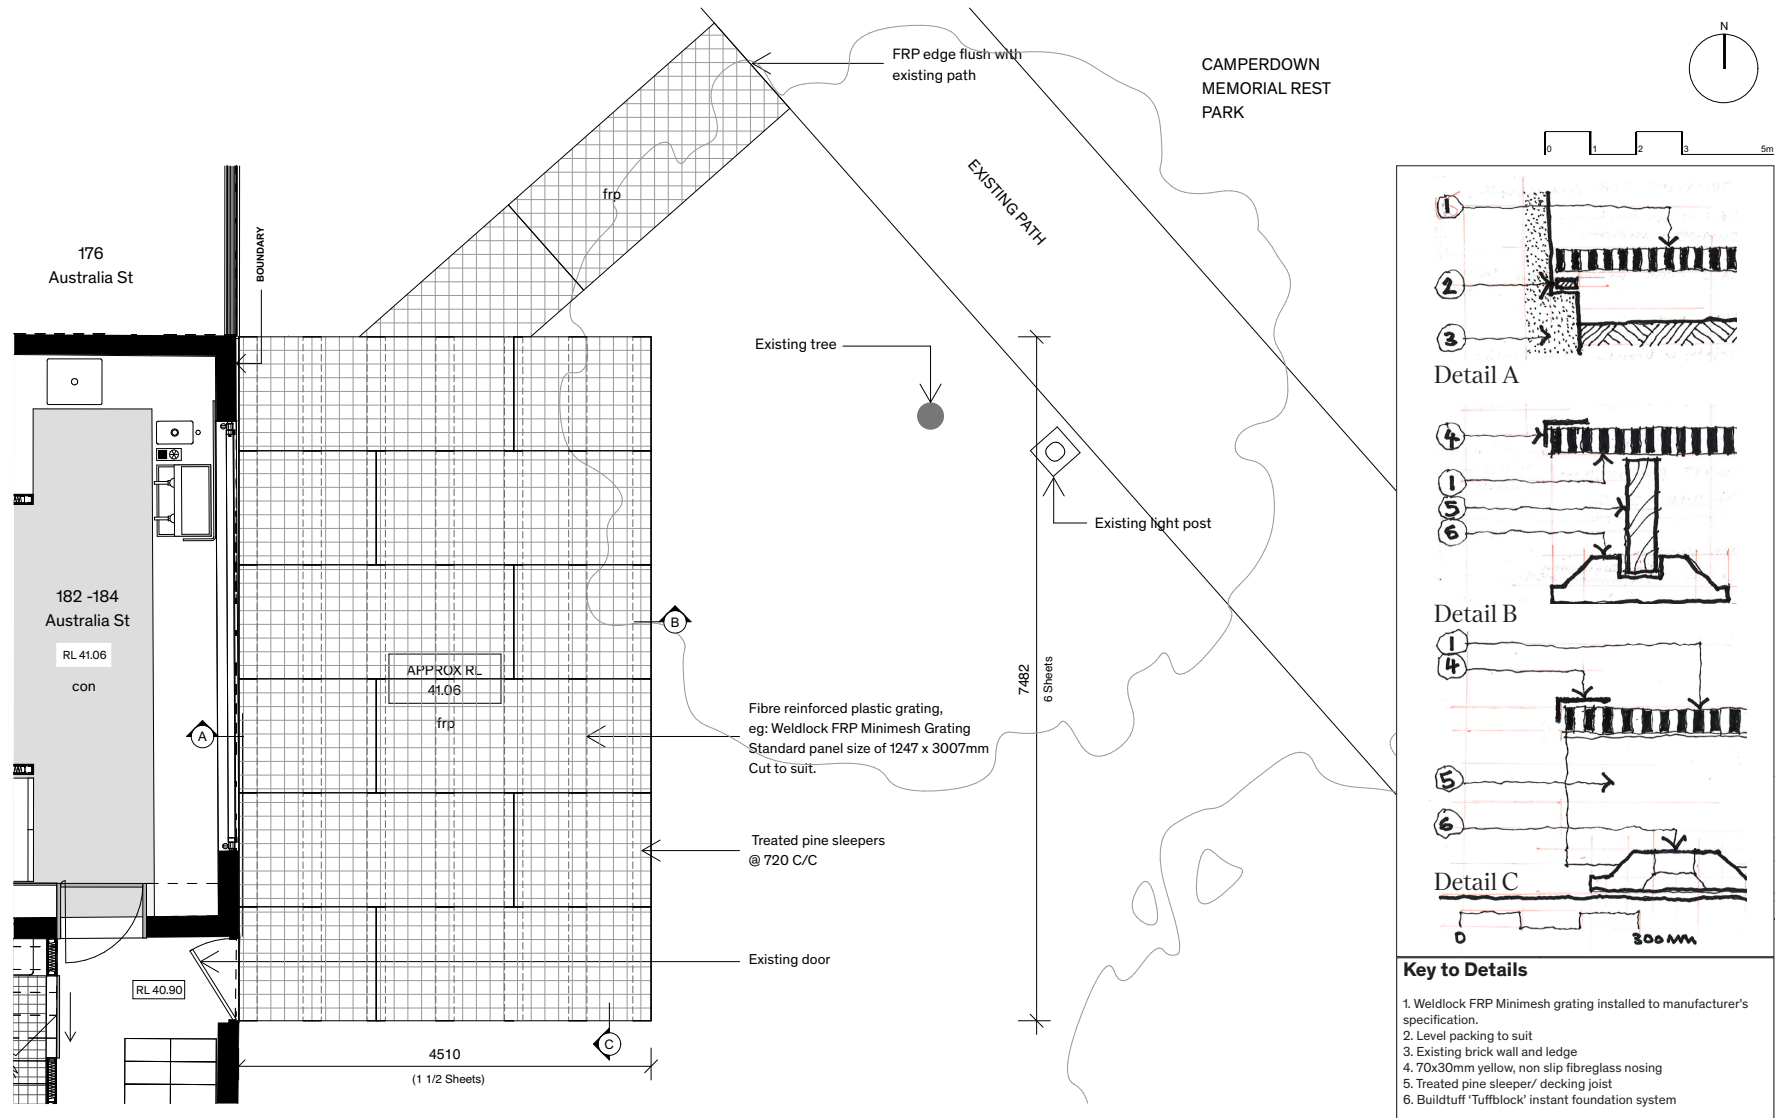 FRP edge flush with
existing path
CAMPERDOWN
MEMORIAL REST
PARK
N
0 1 2 3 5m
EXISTING PATH
frp
BOUNDARY
176
Australia St
Existing tree
Existing light post
182 -184
Australia St
RL 41.06
con
APPROX RL
41.06
frp
A
B
C
7482
6 Sheets
Fibre reinforced plastic grating,
eg: Weldlock FRP Minimesh Grating
Standard panel size of 1247 x 3007mm
Cut to suit.
Treated pine sleepers
@ 720 C/C
Existing door
RL 40.90
4510
(1 1/2 Sheets)
1
2
3
Detail A
4
1
5
6
Detail B
1
4
5
6
Detail C
0 300mm
Key to Details
1. Weldlock FRP Minimesh grating installed to manufacturer's
specification.
2. Level packing to suit
3. Existing brick wall and ledge
4. 70x30mm yellow, non slip fibreglass nosing
5. Treated pine sleeper/ decking joist
6. Buildtuff 'Tuffblock' instant foundation system